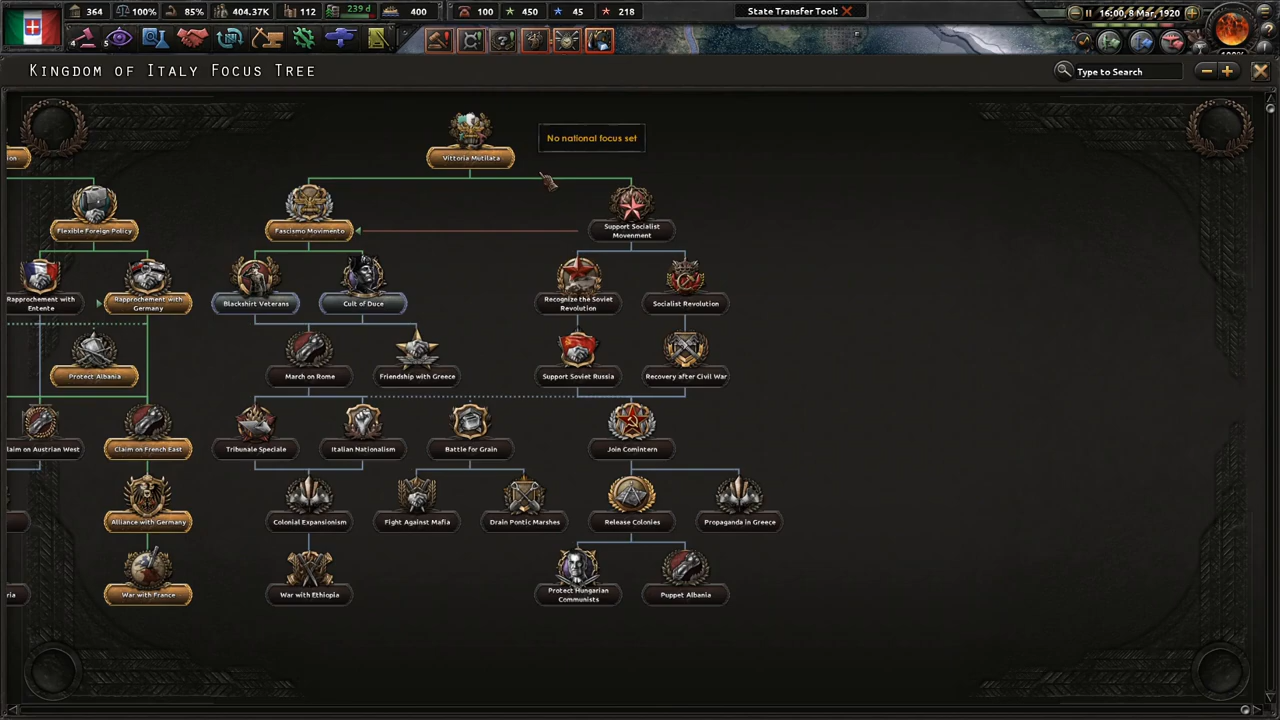 364 100% 85% 404.37K 112 239 d 400 100 450 45 218 State Transfer Tool: 16:00, 8 Mar, 1920
4 5
Kingdom of Italy Focus Tree
Type to Search
No national focus set
Vittoria Mutilata
Flexible Foreign Policy
Fascismo Movimento
Support Socialist
Movenment
Rapprochement with
Entente
Rapprochement with
Germany
Blackshirt Veterans
Cult of Duce
Recognize the Soviet
Revolution
Socialist Revolution
Protect Albania
March on Rome
Friendship with Greece
Support Soviet Russia
Recovery after Civil War
laim on Austrian West
Claim on French East
Tribunale Speciale
Italian Nationalism
Battle for Grain
Join Comintern
Alliance with Germany
Colonial Expansionism
Fight Against Mafia
Drain Pontic Marshes
Release Colonies
Propaganda in Greece
War with France
War with Ethiopia
Protect Hungarian
Communists
Puppet Albania